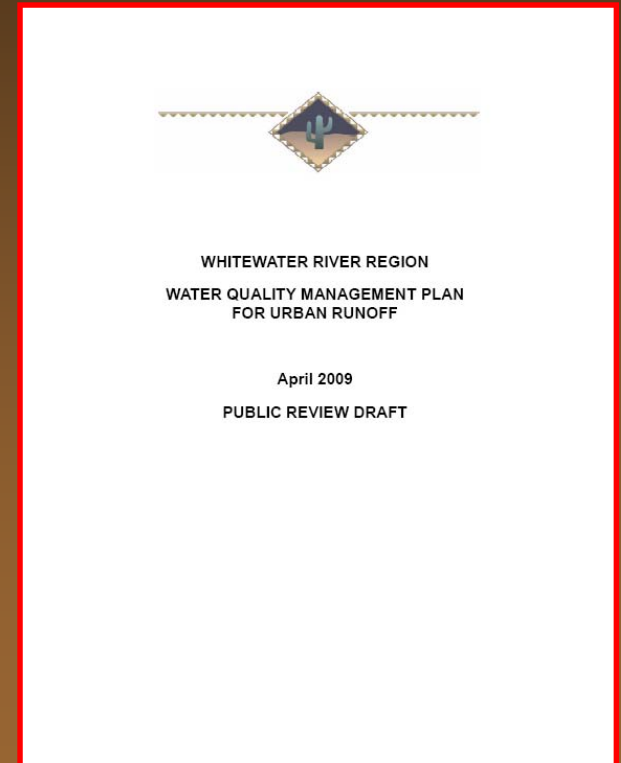 WHITEWATER RIVER REGION
WATER QUALITY MANAGEMENT PLAN
FOR URBAN RUNOFF
April 2009
PUBLIC REVIEW DRAFT